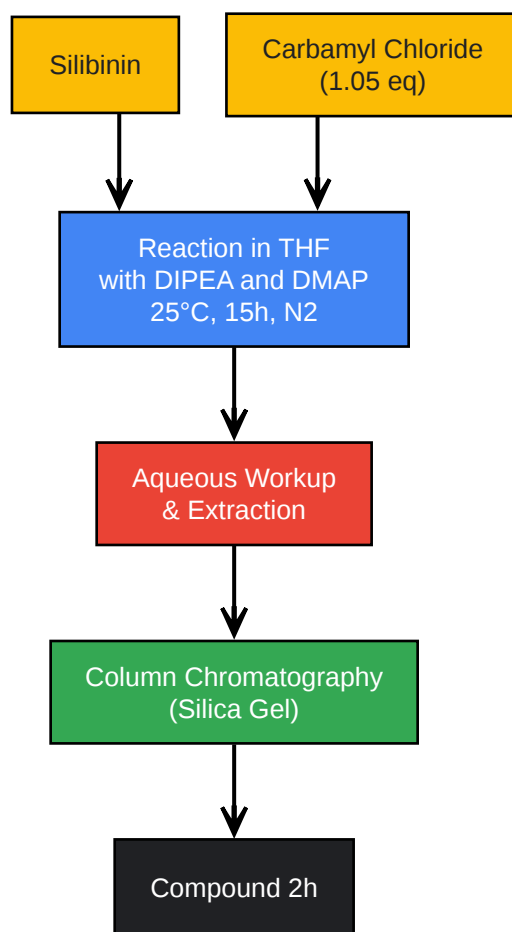 Silibinin
Carbamyl Chloride
(1.05 eq)
Reaction in THF
with DIPEA and DMAP
25°C, 15h, N2
Aqueous Workup
& Extraction
Column Chromatography
(Silica Gel)
Compound 2h